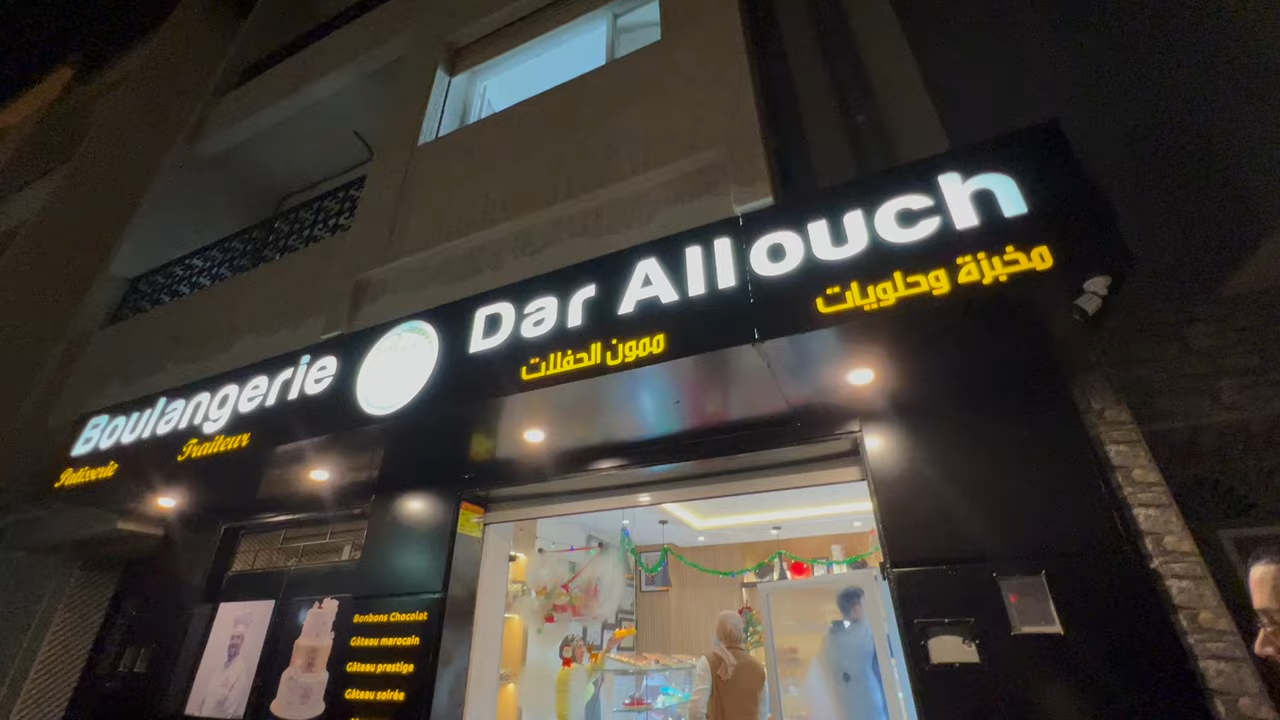 Boulangerie
Dar Allouch
Patisserie
Traiteur
ممون الحفلات
مخبزة وحلويات
Bonbons Chocolat
Gâteau marocain
Gâteau prestige
Gâteau soirée